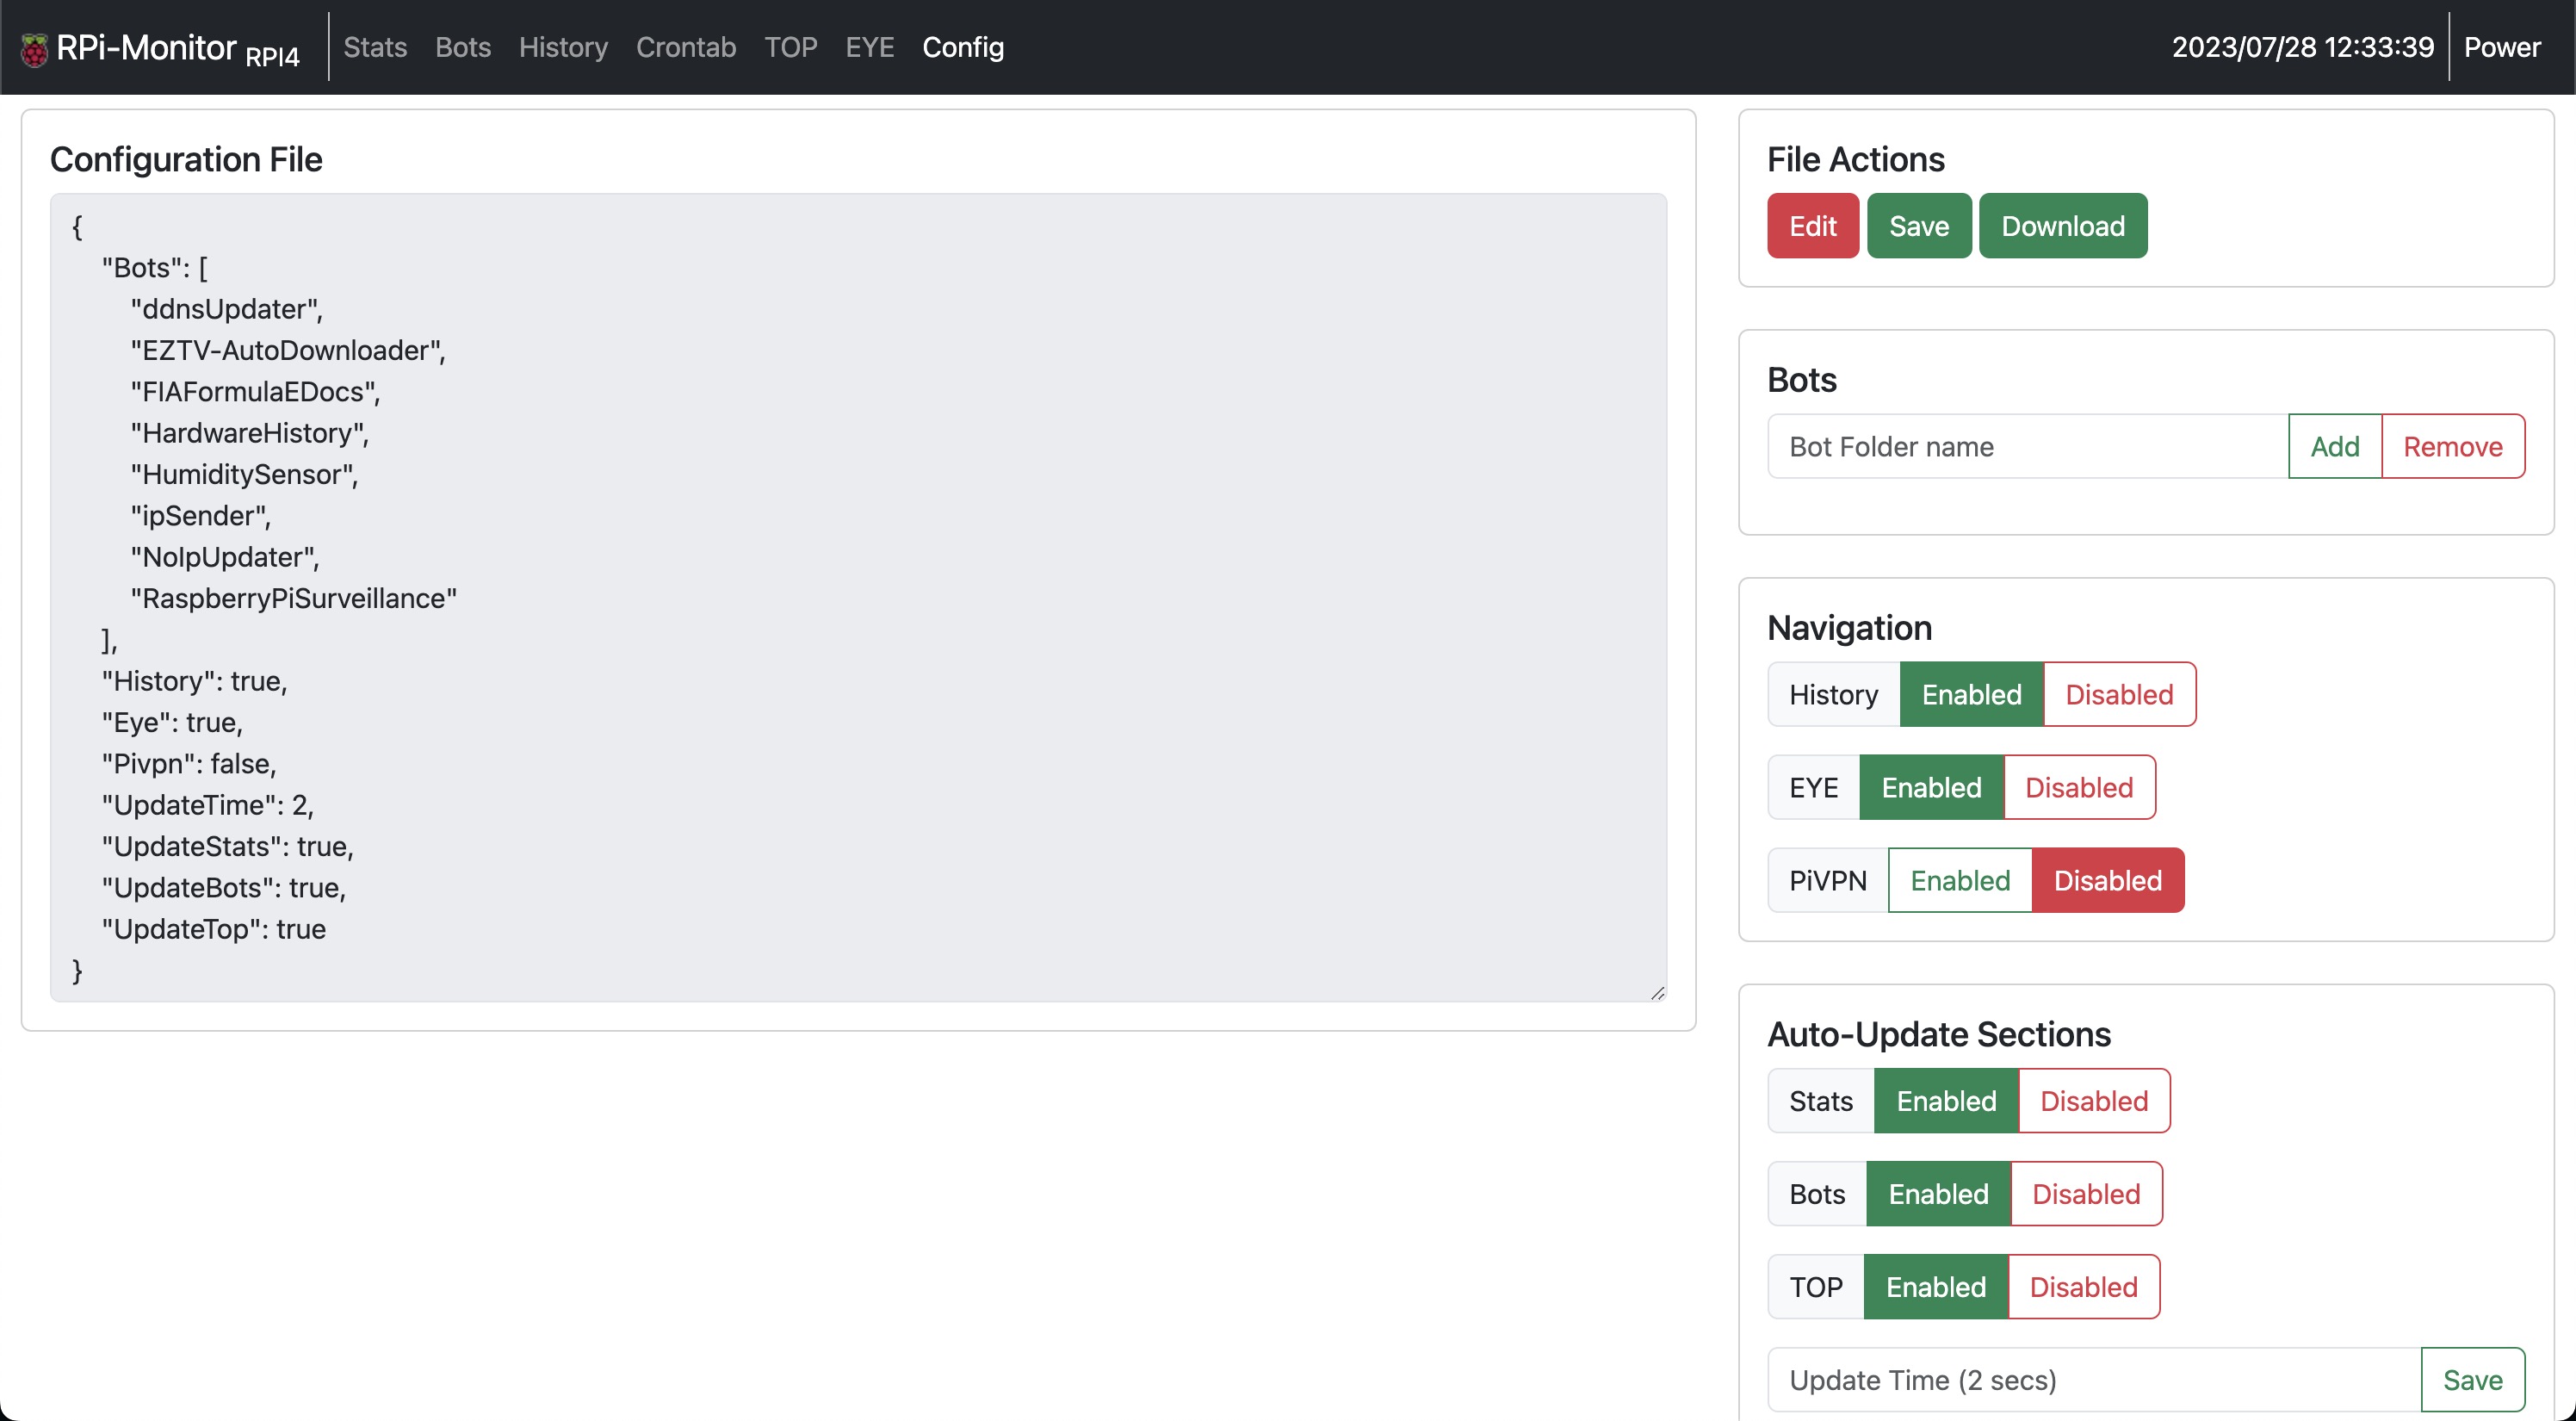 RPi-Monitor RPI4 Stats Bots History Crontab TOP EYE Config 2023/07/28 12:33:39 Power
Configuration File
{
"Bots": [
"ddnsUpdater",
"EZTV-AutoDownloader",
"FIAFormulaEDocs",
"HardwareHistory",
"HumiditySensor",
"ipSender",
"NoIpUpdater",
"RaspberryPiSurveillance"
],
"History": true,
"Eye": true,
"Pivpn": false,
"UpdateTime": 2,
"UpdateStats": true,
"UpdateBots": true,
"UpdateTop": true
}
File Actions
Edit Save Download
Bots
Bot Folder name Add Remove
Navigation
History Enabled Disabled
EYE Enabled Disabled
PiVPN Enabled Disabled
Auto-Update Sections
Stats Enabled Disabled
Bots Enabled Disabled
TOP Enabled Disabled
Update Time (2 secs) Save